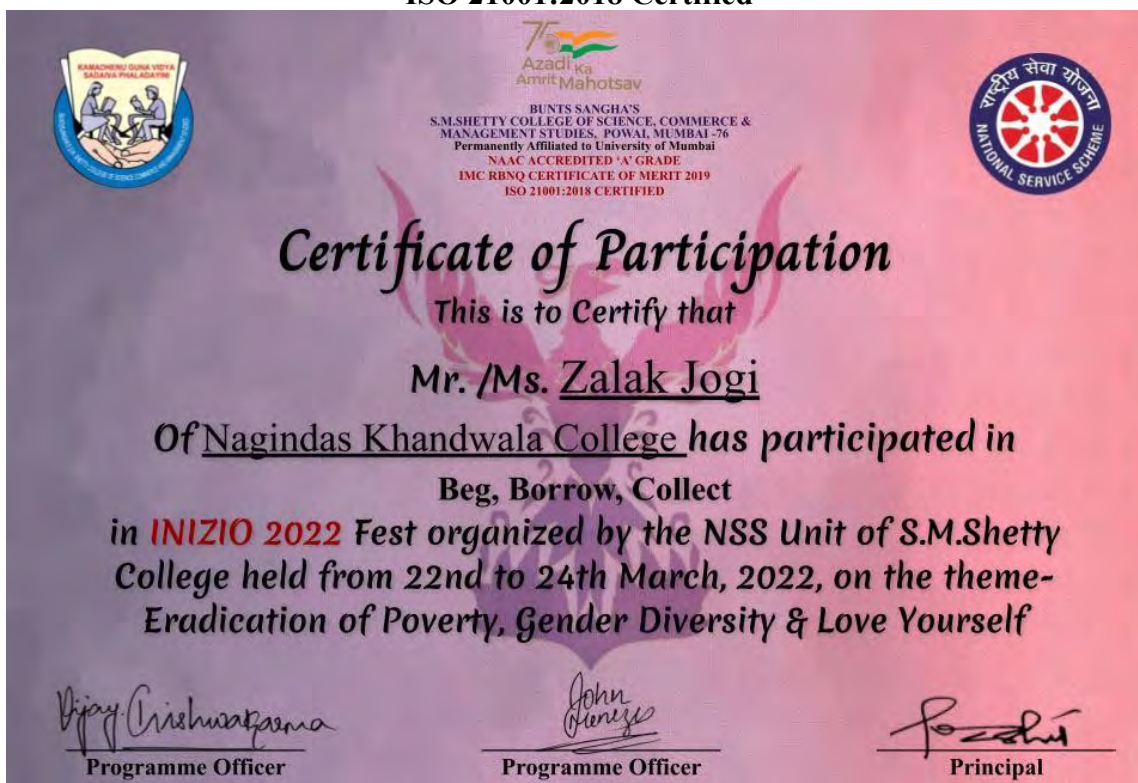 ISO 21001:2018 Certified
KAMADHENU GUNA VIDYA
SADAIVA PHALADAYINI
75
Azadi Ka
Amrit Mahotsav
BUNTS SANGHA'S
S.M.SHETTY COLLEGE OF SCIENCE, COMMERCE &
MANAGEMENT STUDIES, POWAI, MUMBAI -76
Permanently Affiliated to University of Mumbai
NAAC ACCREDITED 'A' GRADE
IMC RBNQ CERTIFICATE OF MERIT 2019
ISO 21001:2018 CERTIFIED
राष्ट्रीय सेवा योजना
NATIONAL SERVICE SCHEME
Certificate of Participation
This is to Certify that
Mr. /Ms. Zalak Jogi
Of Nagindas Khandwala College has participated in
Beg, Borrow, Collect
in INIZIO 2022 Fest organized by the NSS Unit of S.M.Shetty
College held from 22nd to 24th March, 2022, on the theme-
Eradication of Poverty, Gender Diversity & Love Yourself
Vijay Vishwakarma
John Menezes
Programme Officer
Programme Officer
Principal